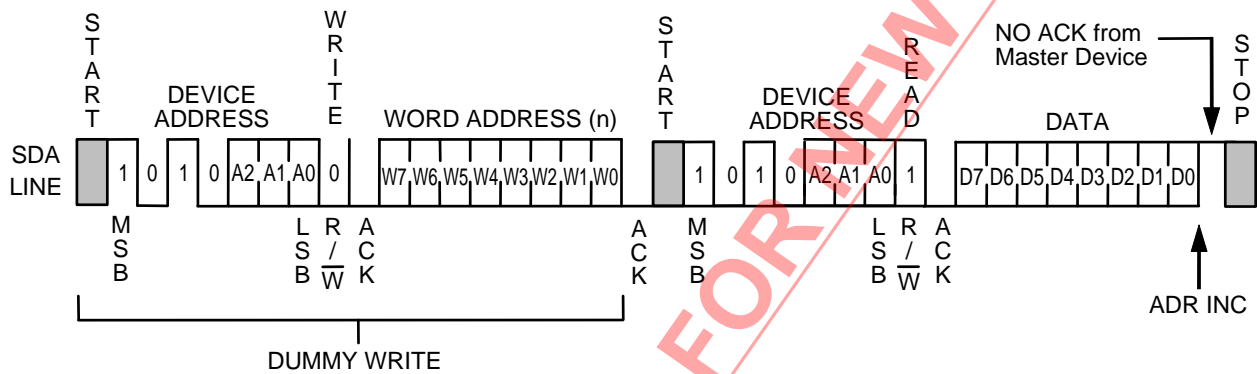 START
WRITE
START
READ
NO ACK from
Master Device
STOP
DEVICE
ADDRESS
WORD ADDRESS (n)
DEVICE
ADDRESS
DATA
SDA
LINE
1 0 1 0 A2 A1 A0 0
W7 W6 W5 W4 W3 W2 W1 W0
1 0 1 0 A2 A1 A0 1
D7 D6 D5 D4 D3 D2 D1 D0
MSB
LSB
R/W̅
ACK
ACK
MSB
LSB
R/W̅
ACK
ADR INC
DUMMY WRITE
FOR NEW